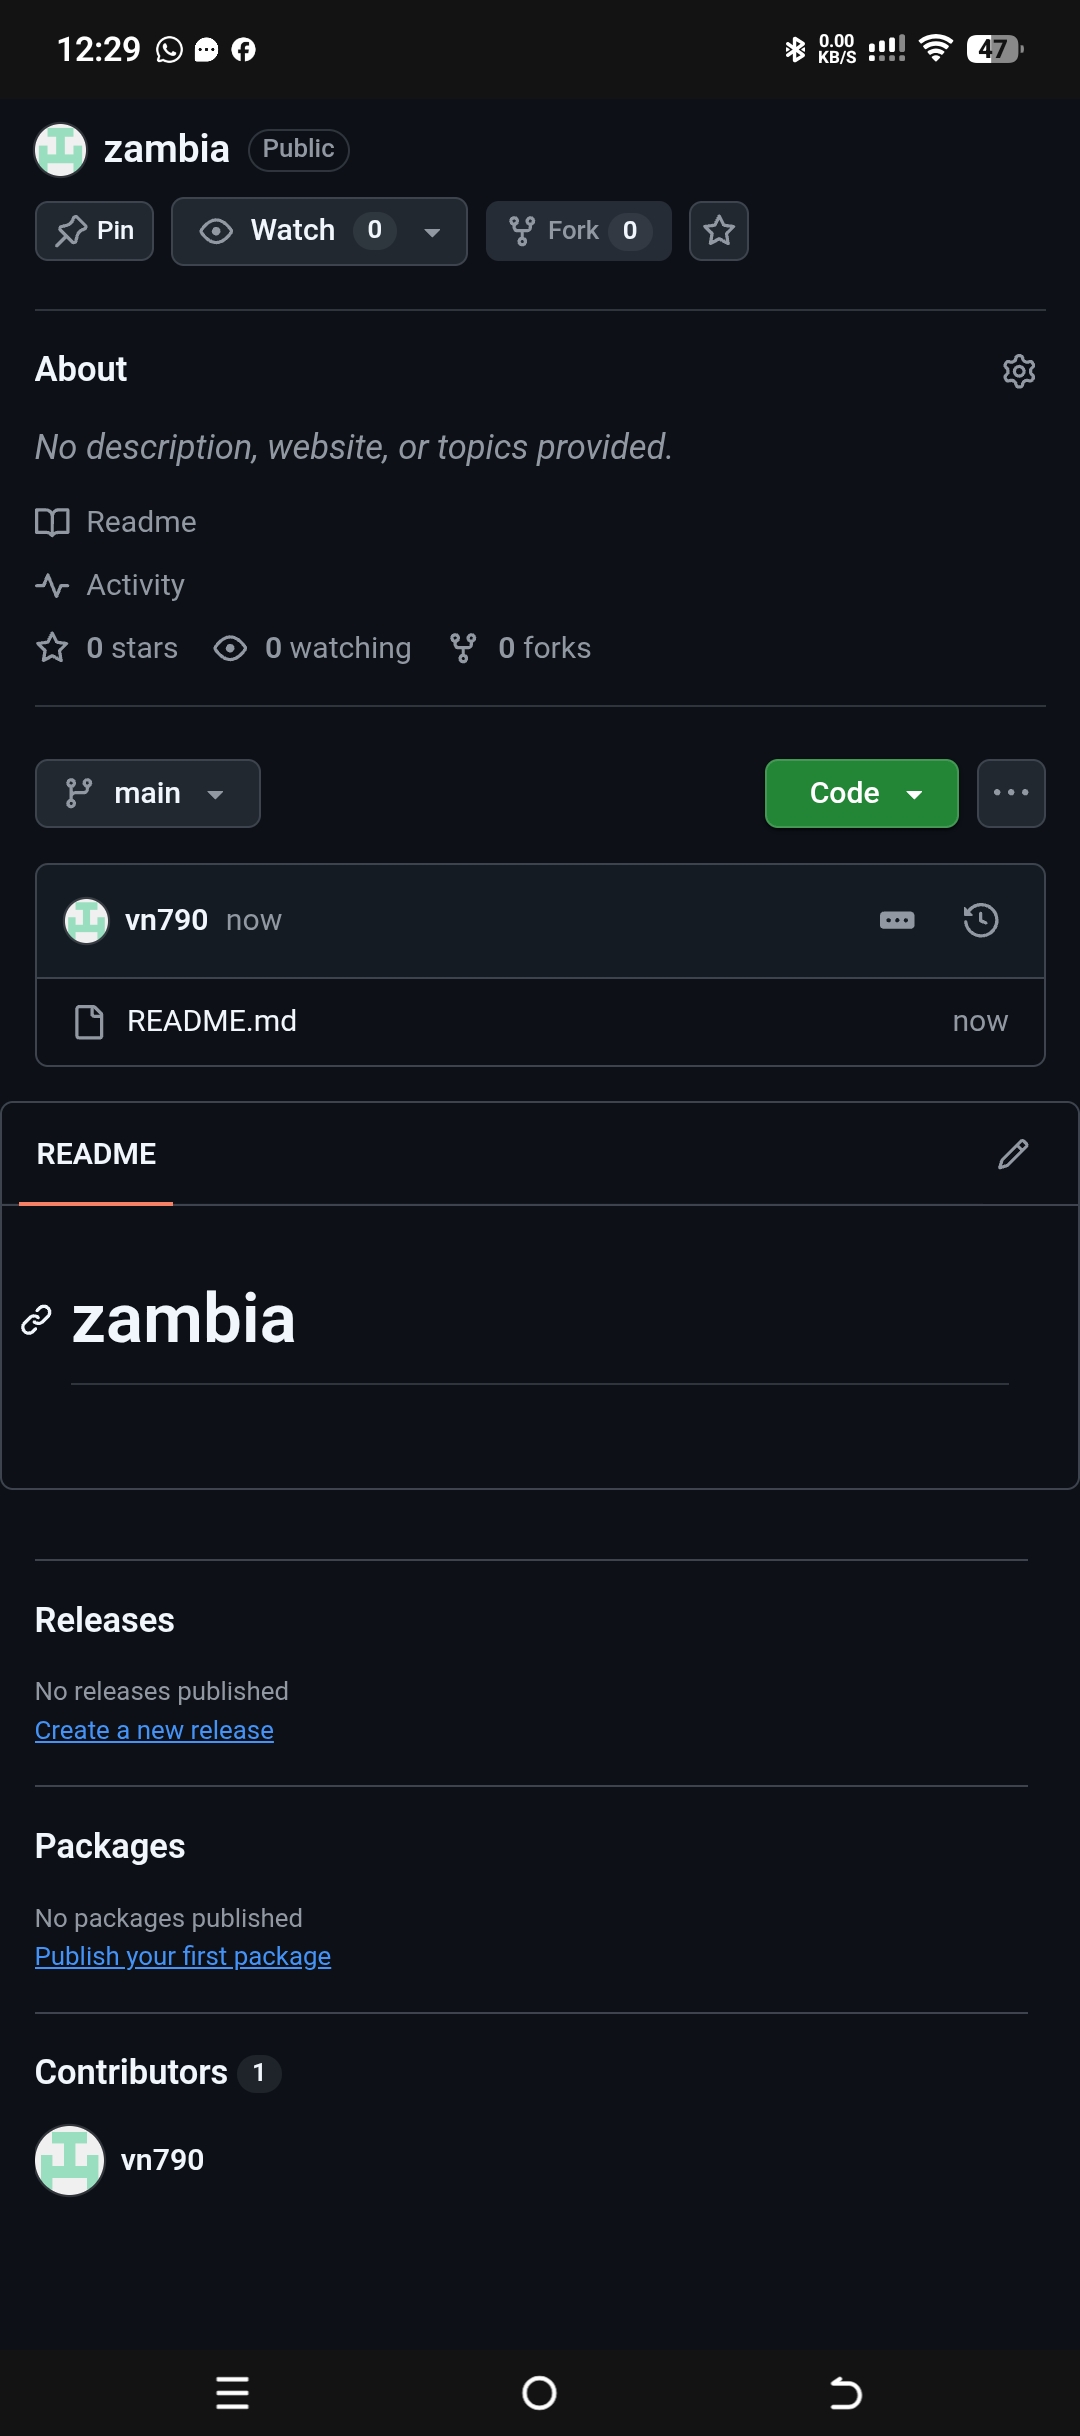 12:29 0.00 KB/S 47
zambia Public
Pin Watch 0 Fork 0
About
No description, website, or topics provided.
Readme
Activity
0 stars 0 watching 0 forks
main Code
vn790 now
README.md now
README
zambia
Releases
No releases published
Create a new release
Packages
No packages published
Publish your first package
Contributors 1
vn790